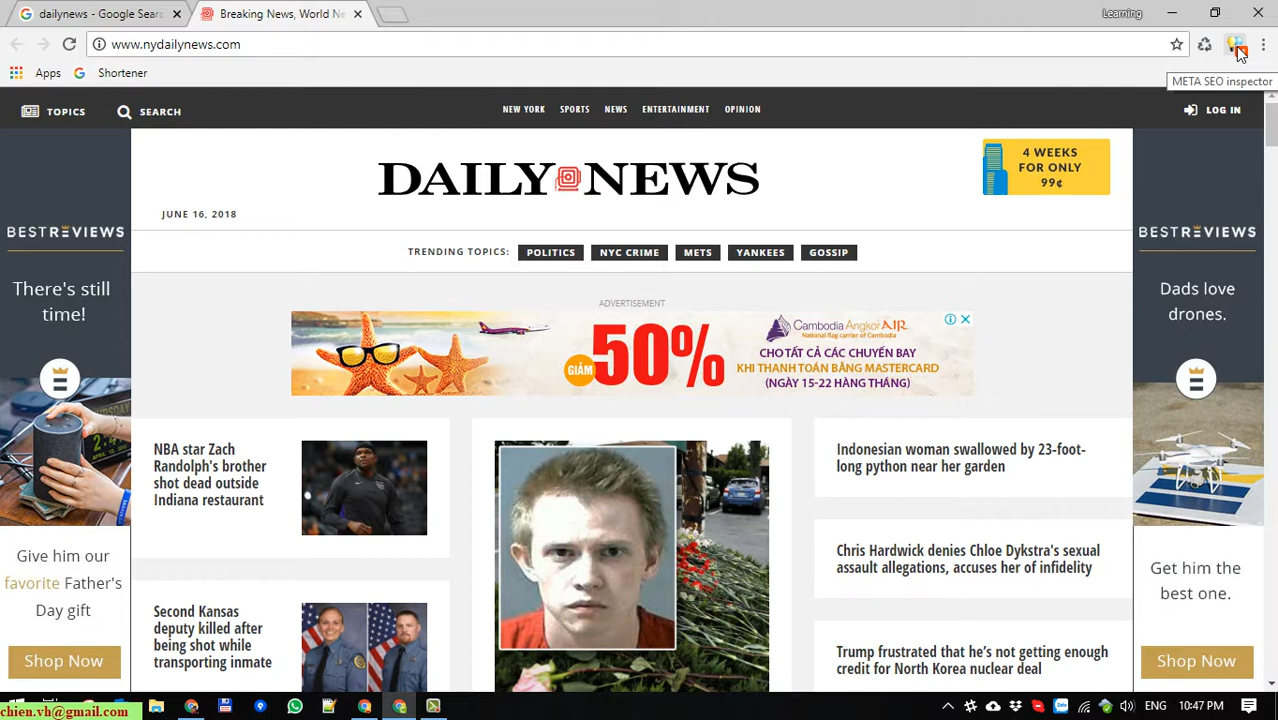 dailynews - Google Searc
Breaking News, World Ne
Learning
www.nydailynews.com
META SEO inspector
Apps
Shortener
TOPICS
SEARCH
NEW YORK
SPORTS
NEWS
ENTERTAINMENT
OPINION
LOG IN
DAILY NEWS
4 WEEKS
FOR ONLY
99¢
JUNE 16, 2018
TRENDING TOPICS:
POLITICS
NYC CRIME
METS
YANKEES
GOSSIP
BESTREVIEWS
There's still
time!
Give him our
favorite Father's
Day gift
Shop Now
ADVERTISEMENT
GIẢM
50%
Cambodia Angkor AIR
National flag carrier of Cambodia
CHO TẤT CẢ CÁC CHUYẾN BAY
KHI THANH TOÁN BẰNG MASTERCARD
(NGÀY 15-22 HÀNG THÁNG)
BESTREVIEWS
Dads love
drones.
Get him the
best one.
Shop Now
NBA star Zach
Randolph's brother
shot dead outside
Indiana restaurant
Second Kansas
deputy killed after
being shot while
transporting inmate
Indonesian woman swallowed by 23-foot-
long python near her garden
Chris Hardwick denies Chloe Dykstra's sexual
assault allegations, accuses her of infidelity
Trump frustrated that he's not getting enough
credit for North Korea nuclear deal
chien.vh@gmail.com
ENG
10:47 PM